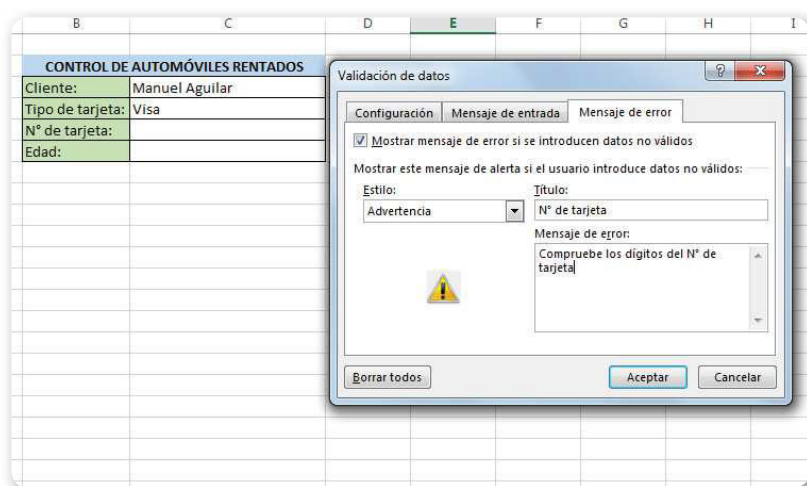 B C D E F G H I
CONTROL DE AUTOMÓVILES RENTADOS
Cliente: Manuel Aguilar
Tipo de tarjeta: Visa
N° de tarjeta:
Edad:
Validación de datos
Configuración Mensaje de entrada Mensaje de error
Mostrar mensaje de error si se introducen datos no válidos
Mostrar este mensaje de alerta si el usuario introduce datos no válidos:
Estilo: Título:
Advertencia N° de tarjeta
Mensaje de error:
Compruebe los dígitos del N° de
tarjeta
Borrar todos Aceptar Cancelar